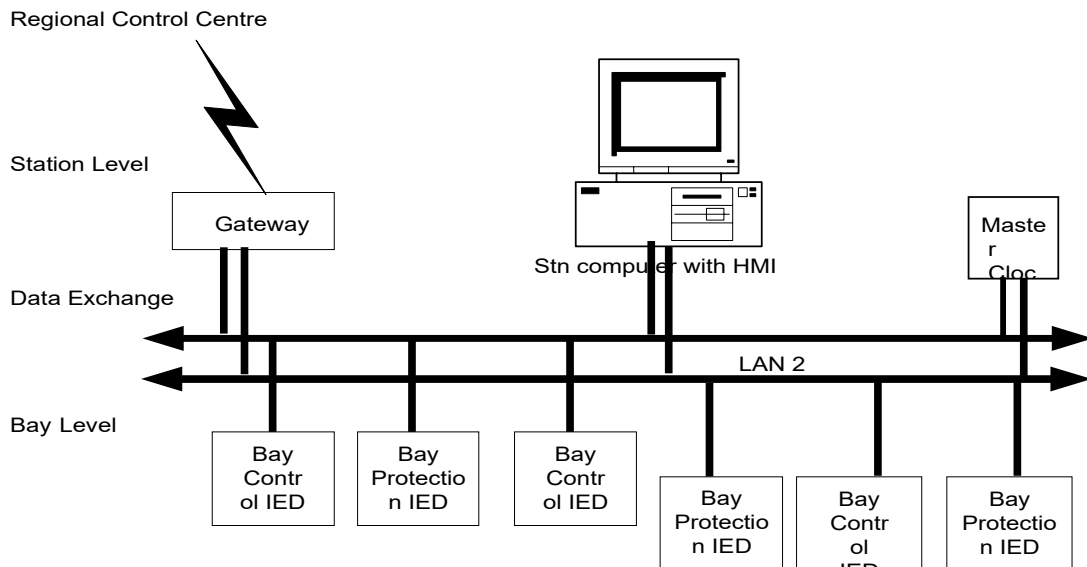 Regional Control Centre
Station Level
Gateway
Maste
r
Cloc
Stn computer with HMI
Data Exchange
LAN 2
Bay Level
Bay
Contr
ol IED
Bay
Protectio
n IED
Bay
Contr
ol IED
Bay
Protectio
n IED
Bay
Contr
ol
IED
Bay
Protectio
n IED